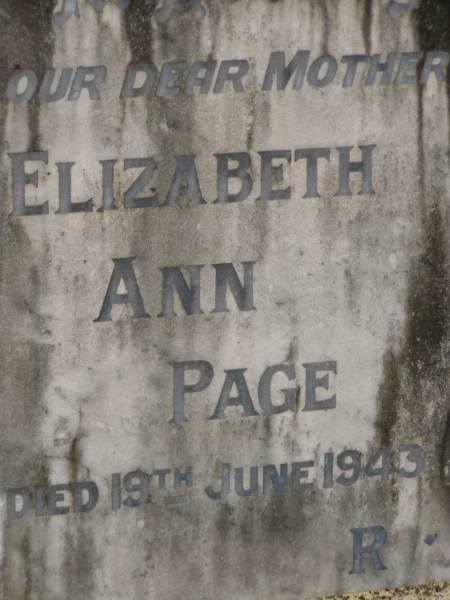 OUR DEAR MOTHER
ELIZABETH
ANN
PAGE
DIED 19TH JUNE 1943
R.